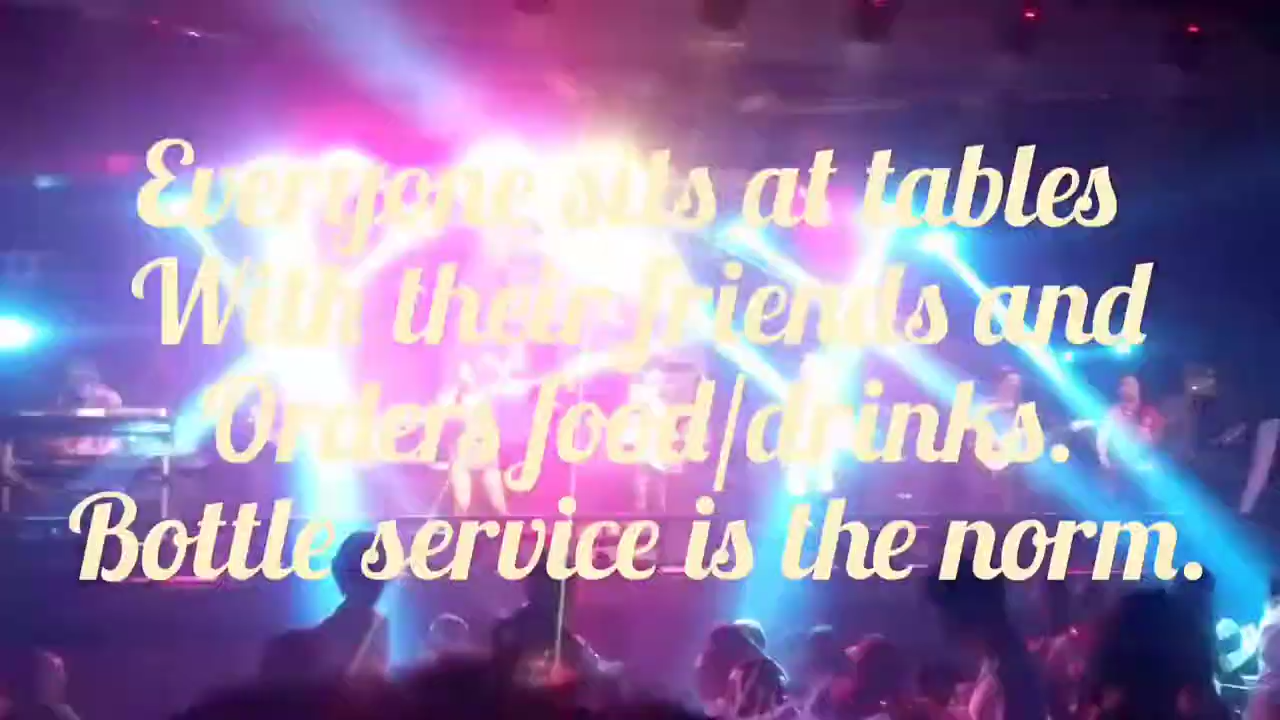 Everyone sits at tables
With their friends and
Orders food/drinks.
Bottle service is the norm.